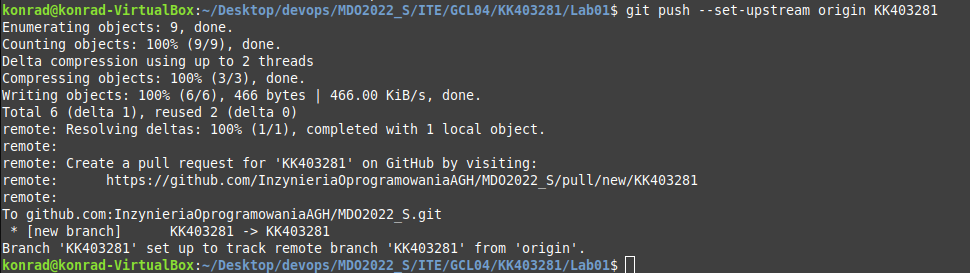 konrad@konrad-VirtualBox:~/Desktop/devops/MDO2022_S/ITE/GCL04/KK403281/Lab01$ git push --set-upstream origin KK403281
Enumerating objects: 9, done.
Counting objects: 100% (9/9), done.
Delta compression using up to 2 threads
Compressing objects: 100% (3/3), done.
Writing objects: 100% (6/6), 466 bytes | 466.00 KiB/s, done.
Total 6 (delta 1), reused 2 (delta 0)
remote: Resolving deltas: 100% (1/1), completed with 1 local object.
remote:
remote: Create a pull request for 'KK403281' on GitHub by visiting:
remote:      https://github.com/InzynieriaOprogramowaniaAGH/MDO2022_S/pull/new/KK403281
remote:
To github.com:InzynieriaOprogramowaniaAGH/MDO2022_S.git
 * [new branch]      KK403281 -> KK403281
Branch 'KK403281' set up to track remote branch 'KK403281' from 'origin'.
konrad@konrad-VirtualBox:~/Desktop/devops/MDO2022_S/ITE/GCL04/KK403281/Lab01$